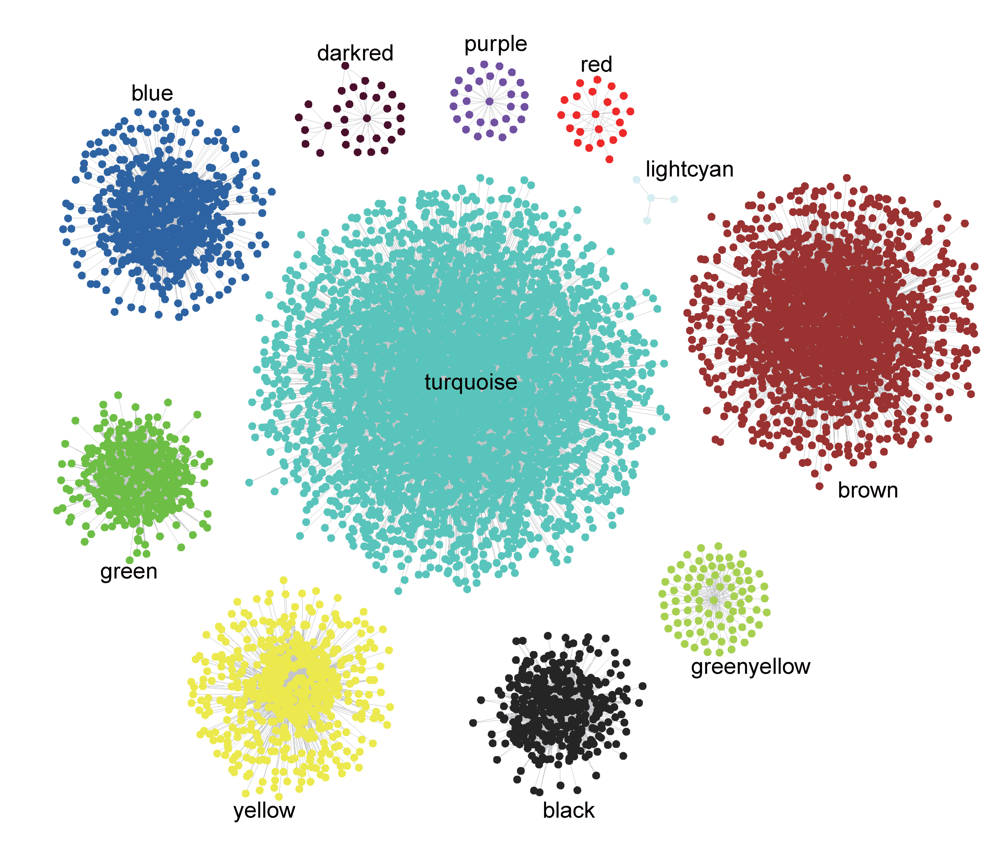 purple
darkred
red
blue
lightcyan
turquoise
brown
green
greenyellow
yellow
black